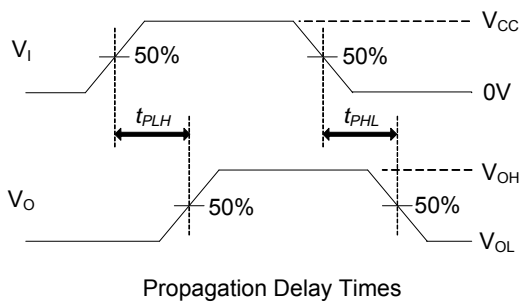 V_CC
V_I
50%
50%
0V
t_PLH
t_PHL
V_OH
V_O
50%
50%
V_OL
Propagation Delay Times